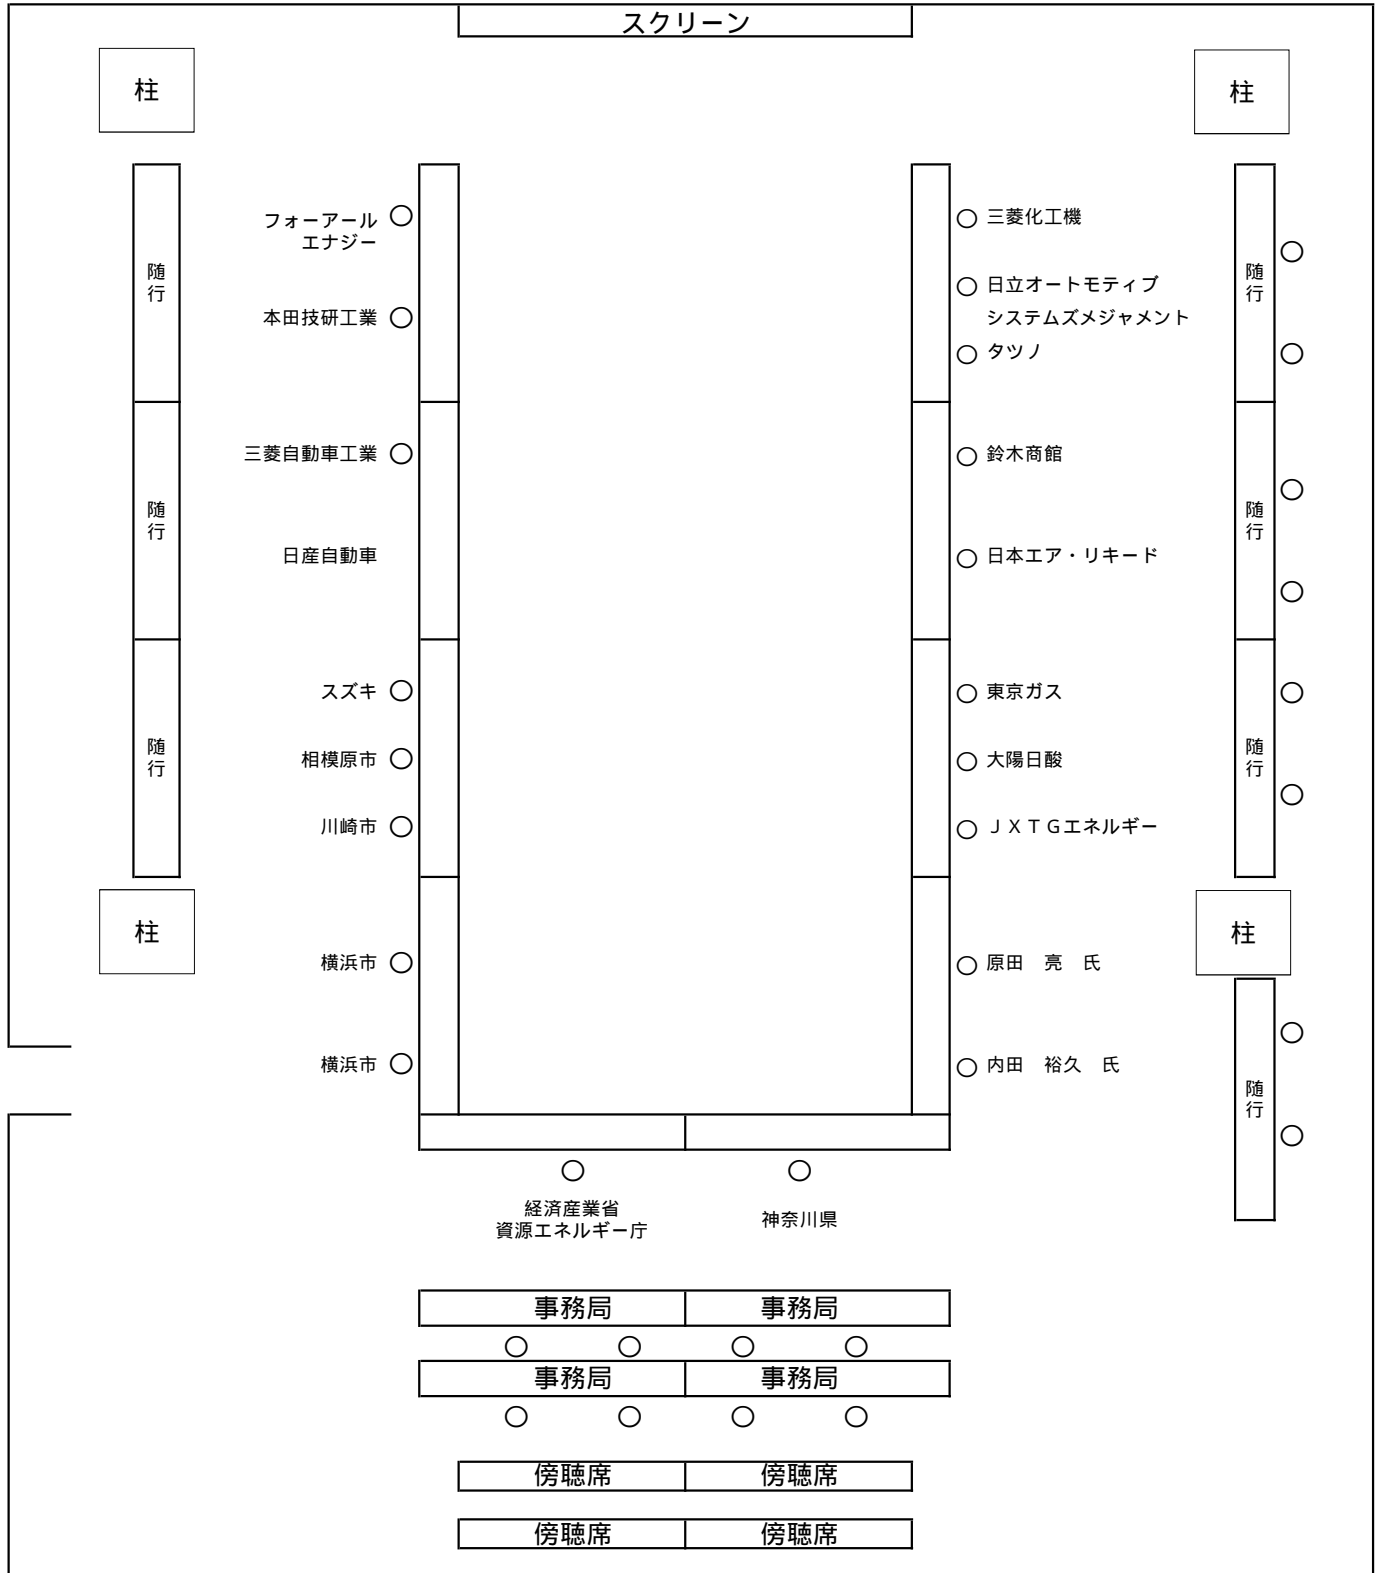 スクリーン
柱
柱
随行
フォーアール
エナジー
本田技研工業
随行
三菱自動車工業
日産自動車
随行
スズキ
相模原市
川崎市
柱
横浜市
横浜市
三菱化工機
日立オートモティブ
システムズメジャメント
タツノ
随行
鈴木商館
日本エア・リキード
随行
東京ガス
大陽日酸
ＪＸＴＧエネルギー
随行
柱
原田　亮　氏
内田　裕久　氏
随行
経済産業省
資源エネルギー庁
神奈川県
事務局 事務局
事務局 事務局
傍聴席 傍聴席
傍聴席 傍聴席